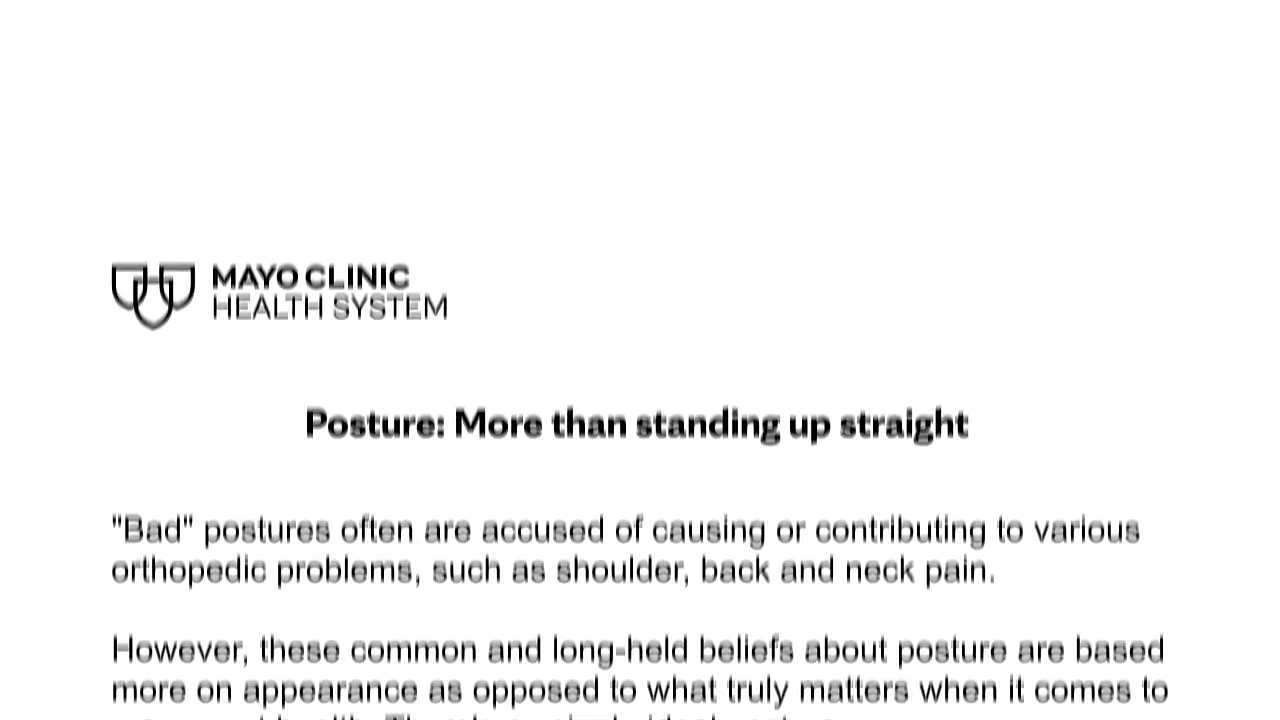 MAYO CLINIC
HEALTH SYSTEM
Posture: More than standing up straight
"Bad" postures often are accused of causing or contributing to various
orthopedic problems, such as shoulder, back and neck pain.
However, these common and long-held beliefs about posture are based
more on appearance as opposed to what truly matters when it comes to